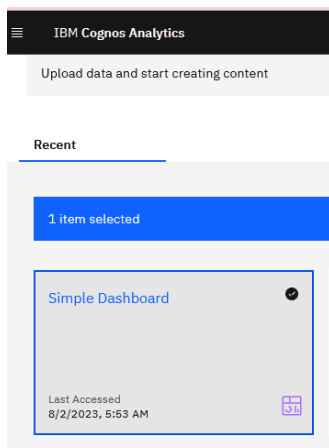 IBM Cognos Analytics
Upload data and start creating content
Recent
1 item selected
Simple Dashboard
Last Accessed
8/2/2023, 5:53 AM